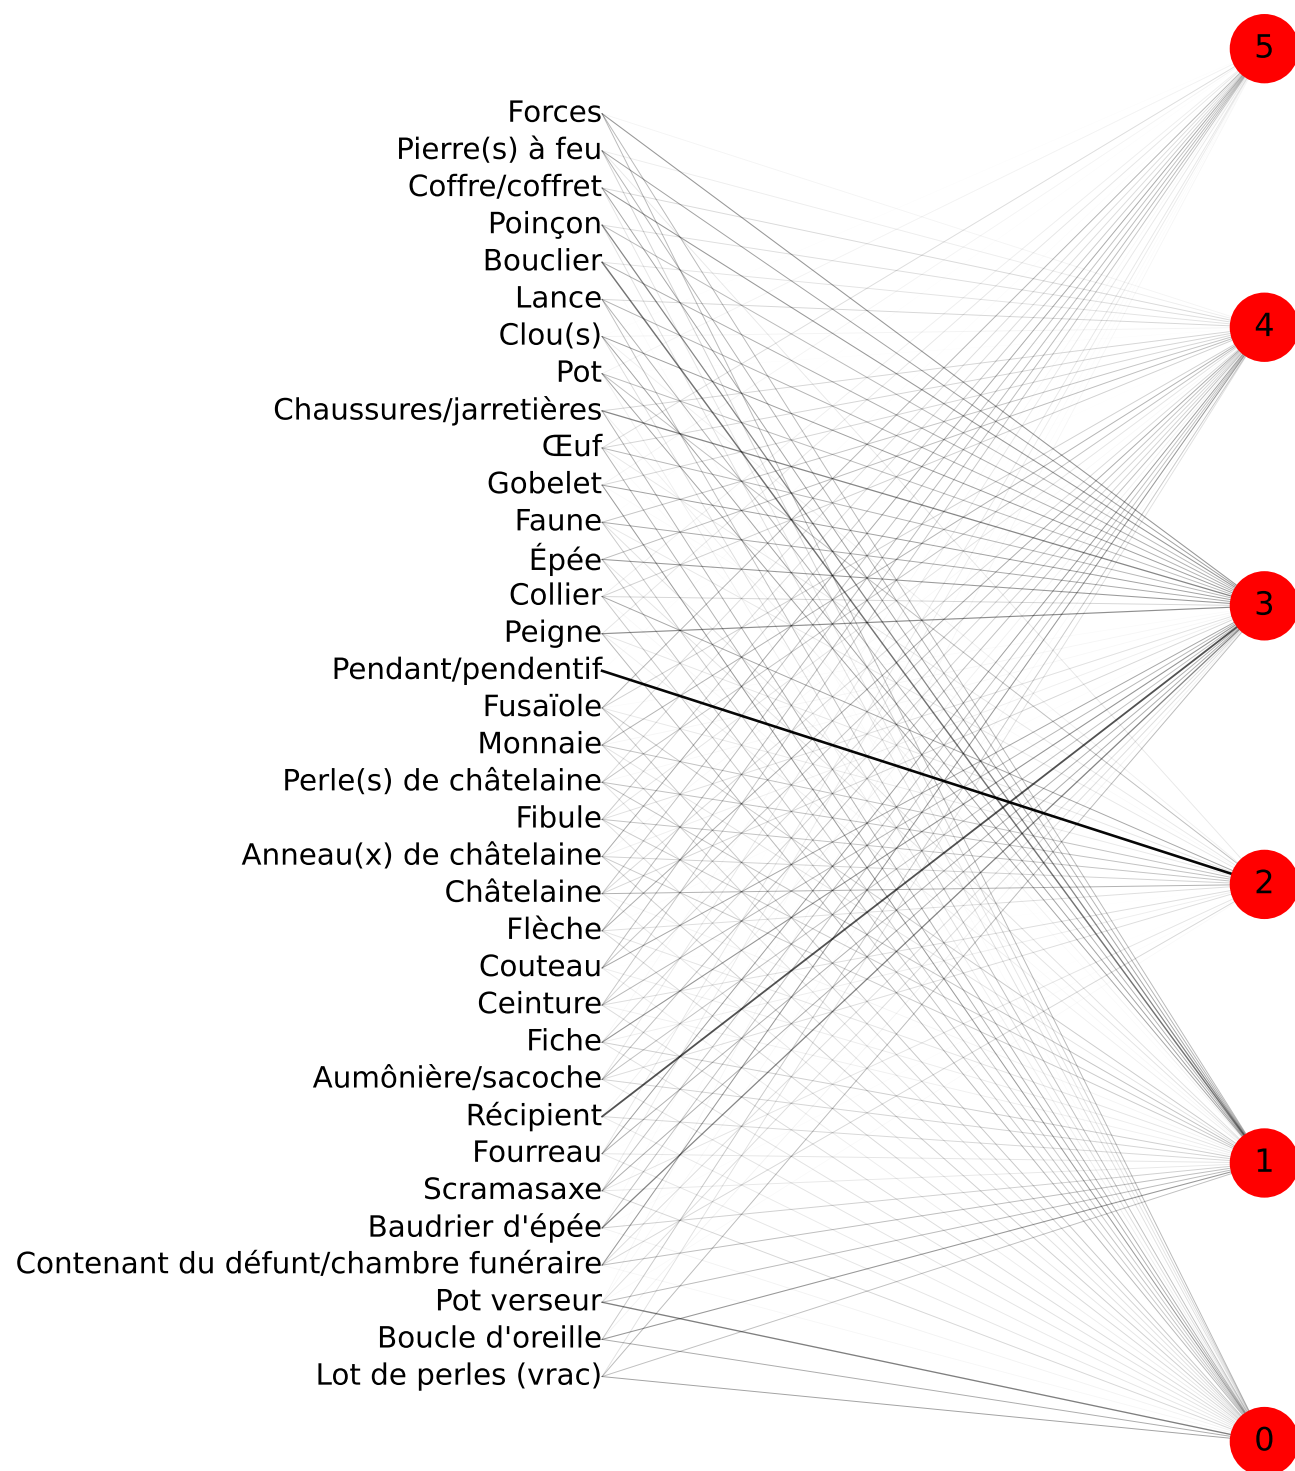 5
Forces
Pierre(s) à feu
Coffre/coffret
Poinçon
Bouclier
Lance
4
Clou(s)
Pot
Chaussures/jarretières
Œuf
Gobelet
Faune
Épée
Collier
3
Peigne
Pendant/pendentif
Fusaïole
Monnaie
Perle(s) de châtelaine
Fibule
Anneau(x) de châtelaine
2
Châtelaine
Flèche
Couteau
Ceinture
Fiche
Aumônière/sacoche
Récipient
Fourreau
1
Scramasaxe
Baudrier d'épée
Contenant du défunt/chambre funéraire
Pot verseur
Boucle d'oreille
Lot de perles (vrac)
0